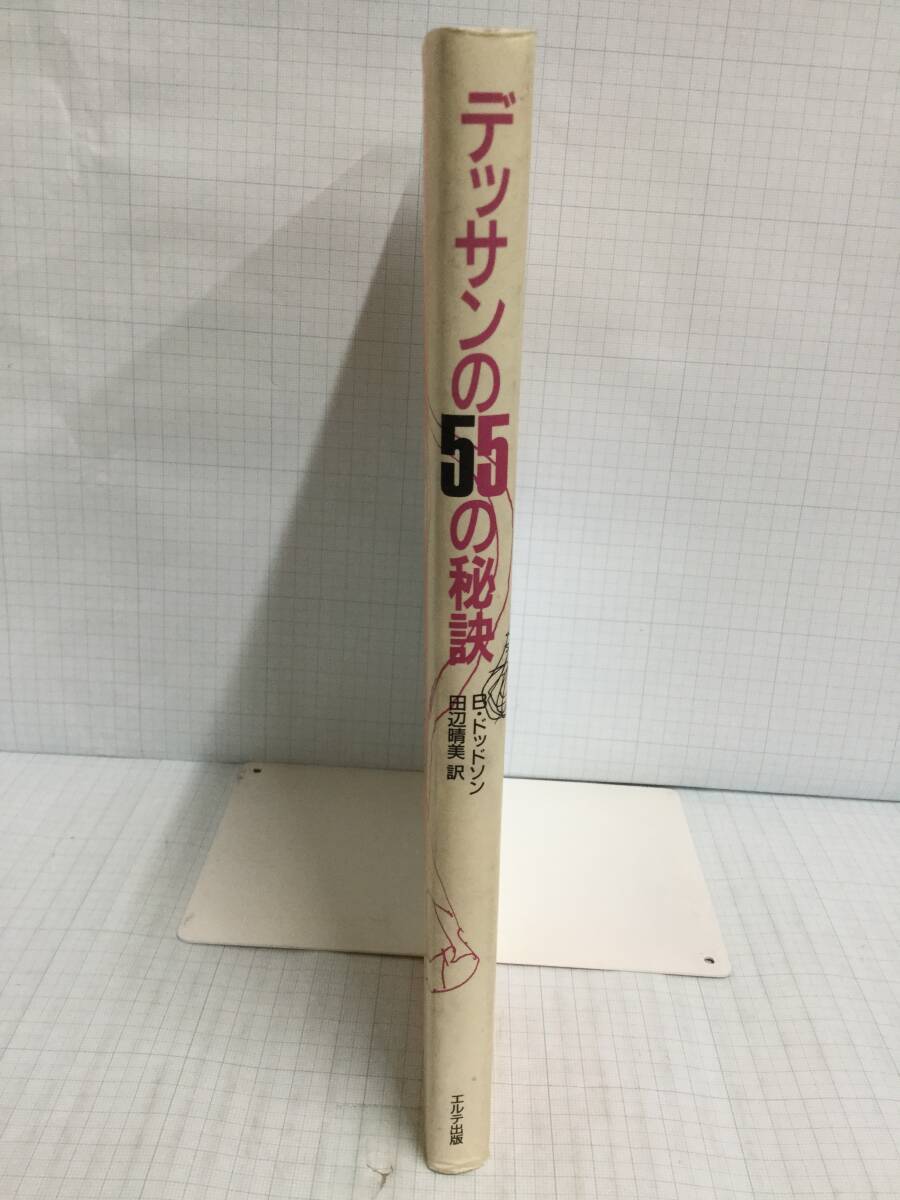 デッサンの55の秘訣
B・ドッドソン
田辺晴美 訳
エルテ出版